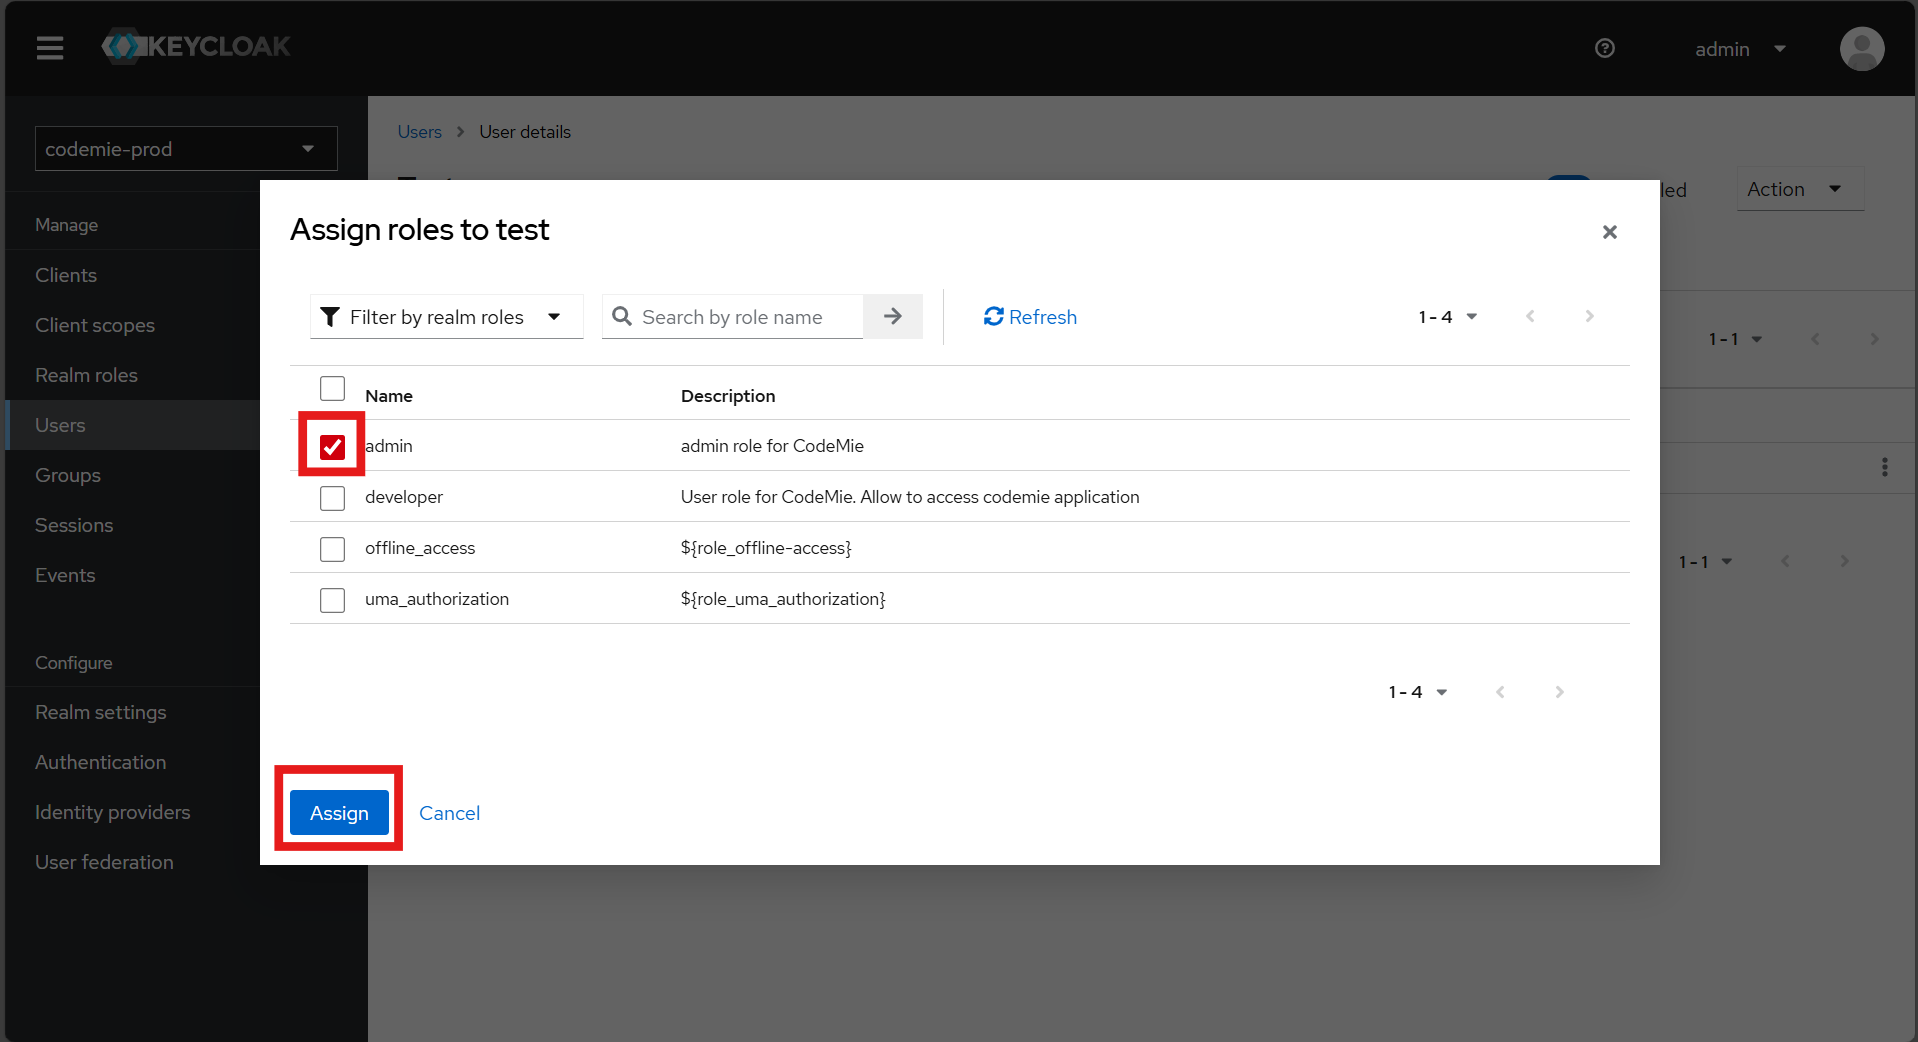 KEYCLOAK
admin
codemie-prod
Users
User details
Action
Manage
Clients
Client scopes
Realm roles
Users
Groups
Sessions
Events
Configure
Realm settings
Authentication
Identity providers
User federation
Assign roles to test
Filter by realm roles
Search by role name
Refresh
1 - 4
Name Description
admin admin role for CodeMie
developer User role for CodeMie. Allow to access codemie application
offline_access ${role_offline-access}
uma_authorization ${role_uma_authorization}
1 - 4
Assign
Cancel
1 - 1
1 - 1